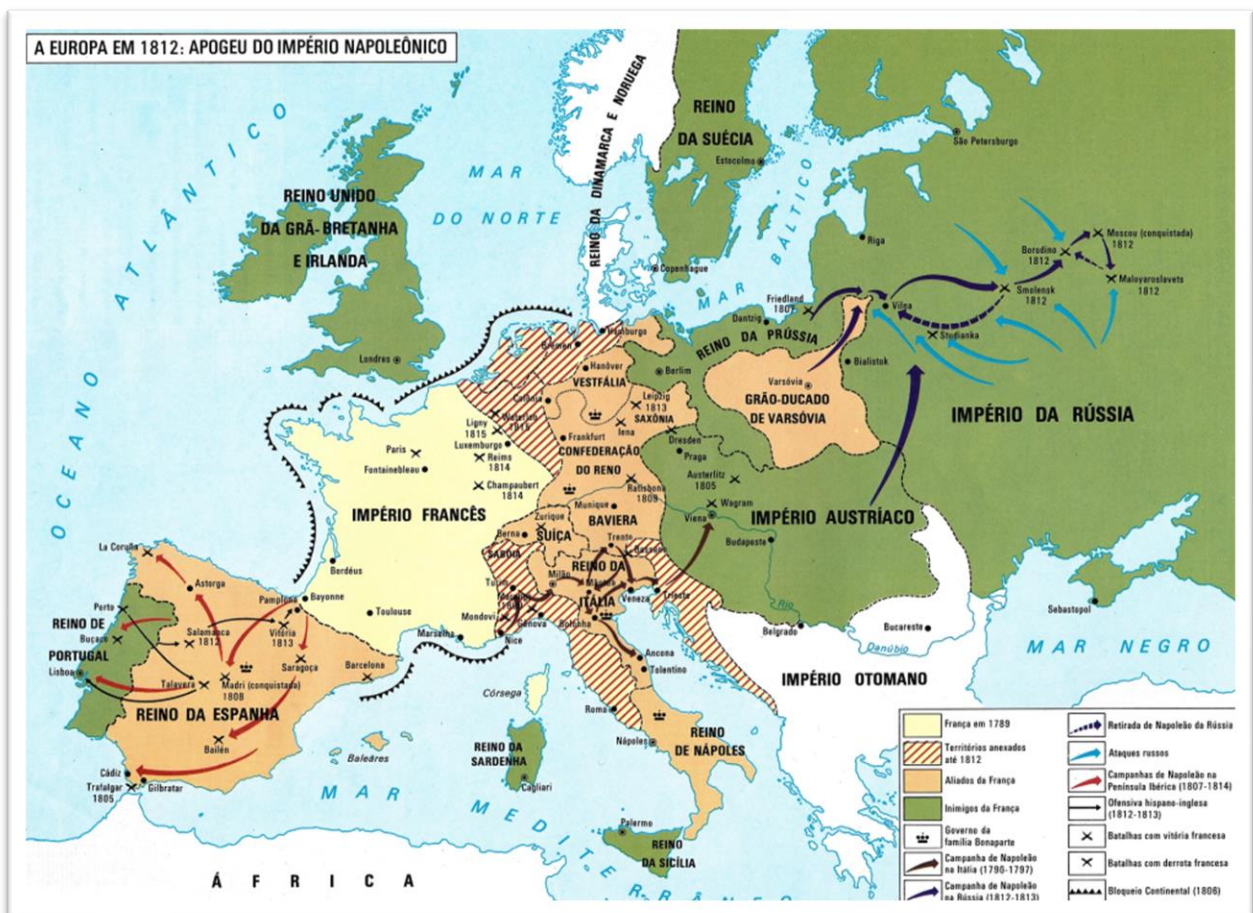 A EUROPA EM 1812: APOGEU DO IMPÉRIO NAPOLEÔNICO
OCEANO ATLÂNTICO
REINO UNIDO
DA GRÃ-BRETANHA
E IRLANDA
Londres
MAR
DO NORTE
REINO DA DINAMARCA E NORUEGA
REINO
DA SUÉCIA
Estocolmo
Copenhague
MAR BÁLTICO
São Petersburgo
Riga
Moscou (conquistada)
1812
Borodino
1812
Maloyaroslavets
1812
Smolensk
1812
Vilna
Studianka
Friedland
1807
Dantzig
REINO DA PRÚSSIA
Berlim
Bialistok
Varsóvia
GRÃO-DUCADO
DE VARSÓVIA
IMPÉRIO DA RÚSSIA
Hamburgo
Bremen
Hanôver
VESTFÁLIA
Colônia
Leipzig
1813
SAXÔNIA
Iena
Dresden
Praga
Frankfurt
CONFEDERAÇÃO
DO RENO
Ratisbona
1809
Munique
BAVIERA
Austerlitz
1805
Wagram
Viena
IMPÉRIO AUSTRÍACO
Budapeste
Waterloo
1815
Ligny
1815
Luxemburgo
Reims
1814
Champaubert
1814
Paris
Fontainebleau
IMPÉRIO FRANCÊS
Bordéus
Bayonne
Toulouse
Marselha
Nice
Zurique
Berna
SUÍÇA
SABÓIA
Turim
Mondovi
Milão
Gênova
Trento
Bassano
REINO DA
ITÁLIA
Mântua
Veneza
Trieste
Bolonha
Ancona
Tolentino
Roma
Nápoles
REINO
DE NÁPOLES
Córsega
REINO DA
SARDENHA
Cagliari
Palermo
REINO
DA SICÍLIA
La Coruña
Astorga
Pamplona
Porto
Buçaco
REINO DE
PORTUGAL
Lisboa
Salamanca
1812
Vitória
1813
Saragoça
Barcelona
Talavera
Madri (conquistada)
1808
REINO DA ESPANHA
Bailén
Baleares
Cádiz
Trafalgar
1805
Gilbratar
MAR MEDITERRÂNEO
ÁFRICA
Belgrado
Rio
Danúbio
Bucareste
IMPÉRIO OTOMANO
Sebastopol
MAR NEGRO
França em 1789
Territórios anexados
até 1812
Aliados da França
Inimigos da França
Governo da
família Bonaparte
Campanha de Napoleão
na Itália (1796-1797)
Campanha de Napoleão
na Rússia (1812-1813)
Retirada de Napoleão da Rússia
Ataques russos
Campanhas de Napoleão na
Península Ibérica (1807-1814)
Ofensiva hispano-inglesa
(1812-1813)
Batalhas com vitória francesa
Batalhas com derrota francesa
Bloqueio Continental (1806)